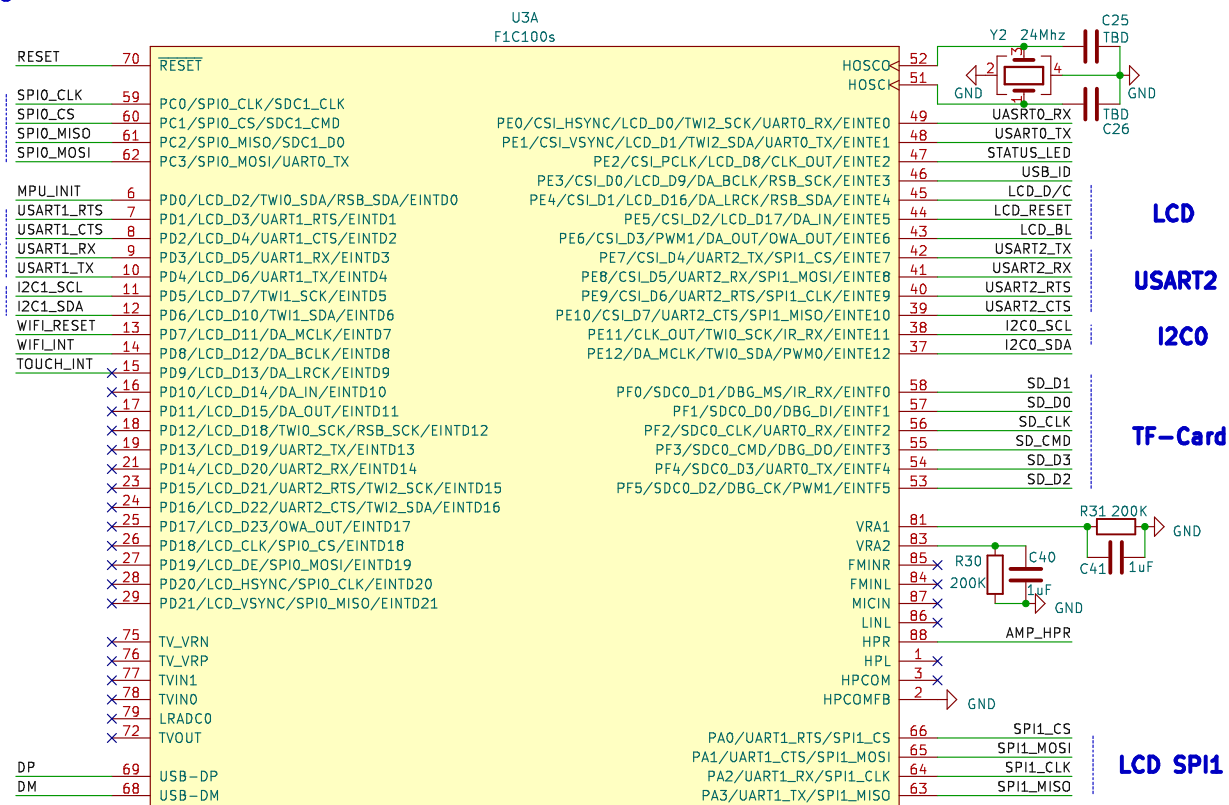 U3A
F1C100s
RESET 70 RESET
SPI0_CLK 59 PC0/SPI0_CLK/SDC1_CLK
SPI0_CS 60 PC1/SPI0_CS/SDC1_CMD
SPI0_MISO 61 PC2/SPI0_MISO/SDC1_D0
SPI0_MOSI 62 PC3/SPI0_MOSI/UART0_TX
MPU_INIT 6 PD0/LCD_D2/TWI0_SDA/RSB_SDA/EINTD0
USART1_RTS 7 PD1/LCD_D3/UART1_RTS/EINTD1
USART1_CTS 8 PD2/LCD_D4/UART1_CTS/EINTD2
USART1_RX 9 PD3/LCD_D5/UART1_RX/EINTD3
USART1_TX 10 PD4/LCD_D6/UART1_TX/EINTD4
I2C1_SCL 11 PD5/LCD_D7/TWI1_SCK/EINTD5
I2C1_SDA 12 PD6/LCD_D10/TWI1_SDA/EINTD6
WIFI_RESET 13 PD7/LCD_D11/DA_MCLK/EINTD7
WIFI_INT 14 PD8/LCD_D12/DA_BCLK/EINTD8
TOUCH_INT 15 PD9/LCD_D13/DA_LRCK/EINTD9
16 PD10/LCD_D14/DA_IN/EINTD10
17 PD11/LCD_D15/DA_OUT/EINTD11
18 PD12/LCD_D18/TWI0_SCK/RSB_SCK/EINTD12
19 PD13/LCD_D19/UART2_TX/EINTD13
21 PD14/LCD_D20/UART2_RX/EINTD14
23 PD15/LCD_D21/UART2_RTS/TWI2_SCK/EINTD15
24 PD16/LCD_D22/UART2_CTS/TWI2_SDA/EINTD16
25 PD17/LCD_D23/OWA_OUT/EINTD17
26 PD18/LCD_CLK/SPI0_CS/EINTD18
27 PD19/LCD_DE/SPI0_MOSI/EINTD19
28 PD20/LCD_HSYNC/SPI0_CLK/EINTD20
29 PD21/LCD_VSYNC/SPI0_MISO/EINTD21
75 TV_VRN
76 TV_VRP
77 TVIN1
78 TVIN0
79 LRADC0
72 TVOUT
DP 69 USB-DP
DM 68 USB-DM
HOSCO 52
HOSCI 51
Y2 24Mhz
3
2
4
1
GND
C25
TBD
GND
TBD
C26
PE0/CSI_HSYNC/LCD_D0/TWI2_SCK/UART0_RX/EINTE0 49 UASRT0_RX
PE1/CSI_VSYNC/LCD_D1/TWI2_SDA/UART0_TX/EINTE1 48 USART0_TX
PE2/CSI_PCLK/LCD_D8/CLK_OUT/EINTE2 47 STATUS_LED
PE3/CSI_D0/LCD_D9/DA_BCLK/RSB_SCK/EINTE3 46 USB_ID
PE4/CSI_D1/LCD_D16/DA_LRCK/RSB_SDA/EINTE4 45 LCD_D/C
PE5/CSI_D2/LCD_D17/DA_IN/EINTE5 44 LCD_RESET
LCD
PE6/CSI_D3/PWM1/DA_OUT/OWA_OUT/EINTE6 43 LCD_BL
PE7/CSI_D4/UART2_TX/SPI1_CS/EINTE7 42 USART2_TX
PE8/CSI_D5/UART2_RX/SPI1_MOSI/EINTE8 41 USART2_RX
USART2
PE9/CSI_D6/UART2_RTS/SPI1_CLK/EINTE9 40 USART2_RTS
PE10/CSI_D7/UART2_CTS/SPI1_MISO/EINTE10 39 USART2_CTS
PE11/CLK_OUT/TWI0_SCK/IR_RX/EINTE11 38 I2C0_SCL
I2C0
PE12/DA_MCLK/TWI0_SDA/PWM0/EINTE12 37 I2C0_SDA
PF0/SDC0_D1/DBG_MS/IR_RX/EINTF0 58 SD_D1
PF1/SDC0_D0/DBG_DI/EINTF1 57 SD_D0
PF2/SDC0_CLK/UART0_RX/EINTF2 56 SD_CLK
TF-Card
PF3/SDC0_CMD/DBG_DO/EINTF3 55 SD_CMD
PF4/SDC0_D3/UART0_TX/EINTF4 54 SD_D3
PF5/SDC0_D2/DBG_CK/PWM1/EINTF5 53 SD_D2
VRA1 81
R31 200K
GND
C41 1uF
VRA2 83
R30
200K
C40
1uF
GND
FMINR 85
FMINL 84
MICIN 87
LINL 86
HPR 88 AMP_HPR
HPL 1
HPCOM 3
HPCOMFB 2 GND
PA0/UART1_RTS/SPI1_CS 66 SPI1_CS
PA1/UART1_CTS/SPI1_MOSI 65 SPI1_MOSI
LCD SPI1
PA2/UART1_RX/SPI1_CLK 64 SPI1_CLK
PA3/UART1_TX/SPI1_MISO 63 SPI1_MISO